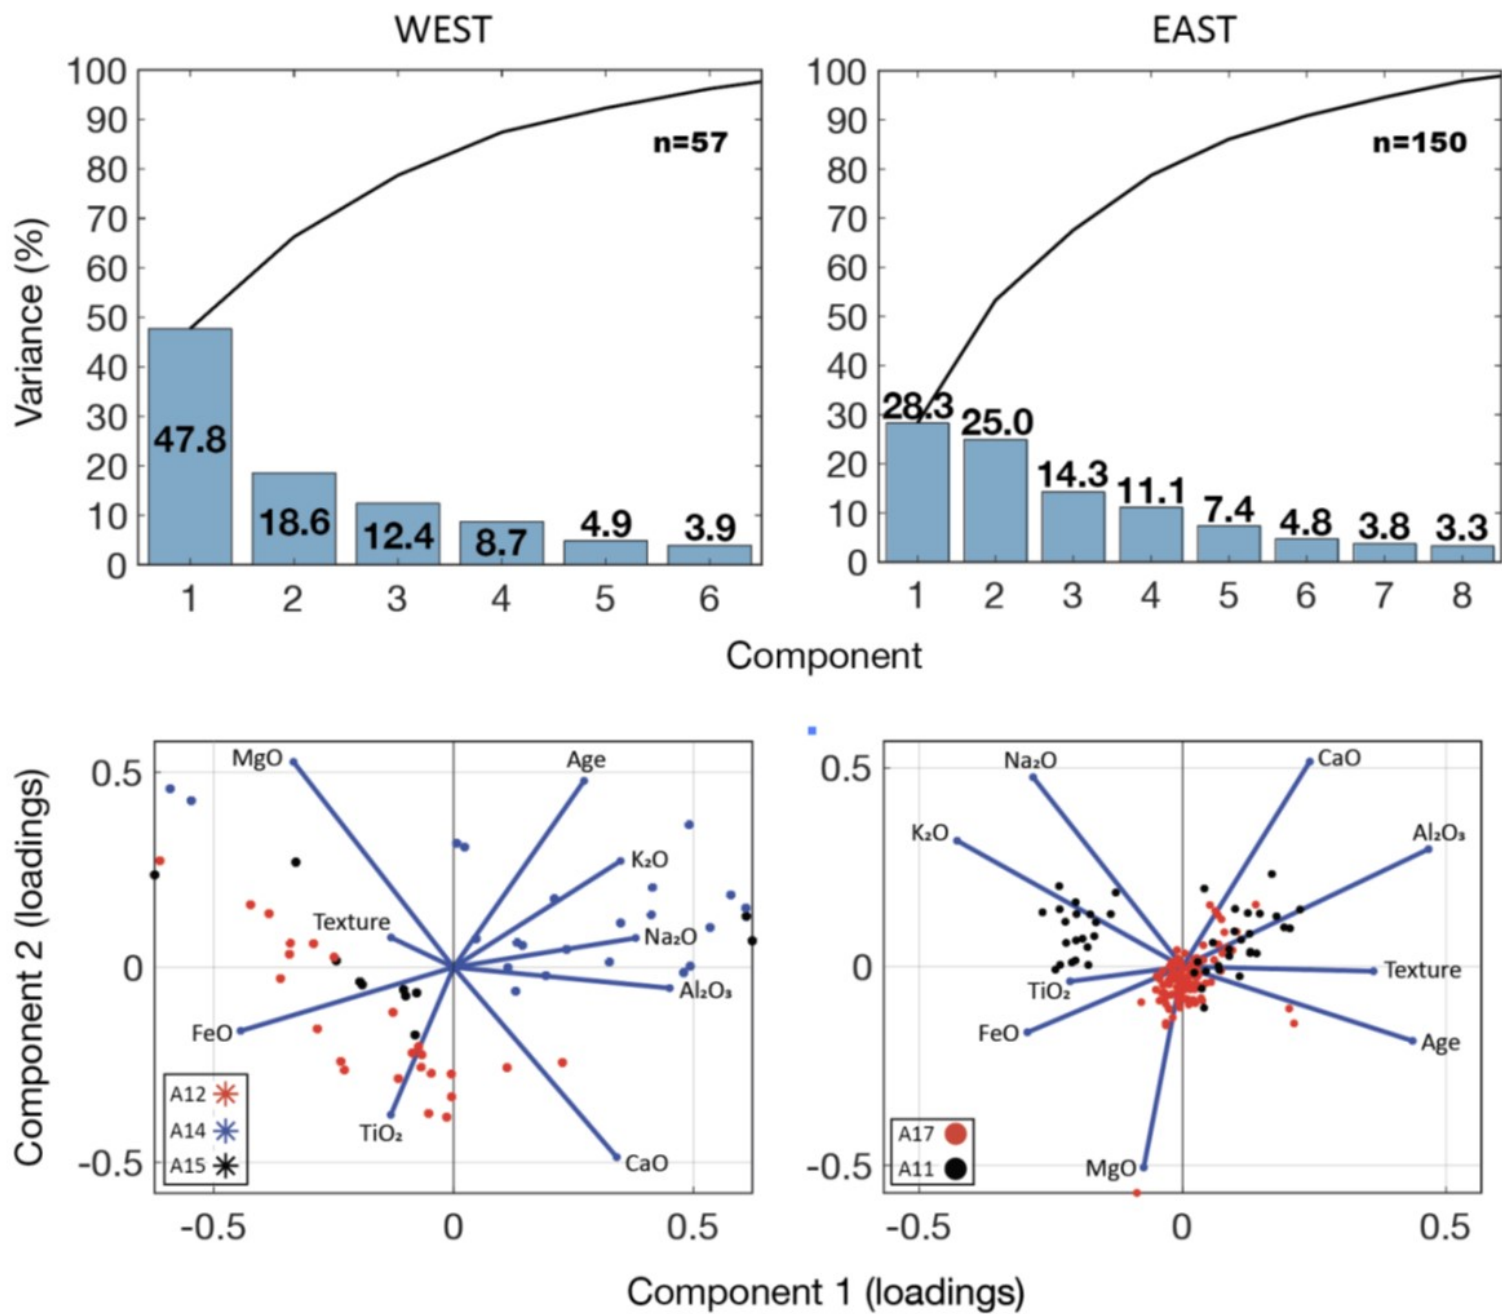 WEST
100
90
80
70
60
50
40
30
20
10
0
Variance (%)
n=57
47.8
18.6
12.4
8.7
4.9
3.9
1 2 3 4 5 6
EAST
100
90
80
70
60
50
40
30
20
10
0
n=150
28.3
25.0
14.3
11.1
7.4
4.8
3.8
3.3
1 2 3 4 5 6 7 8
Component
Component 2 (loadings)
0.5
0
-0.5
MgO
Age
K₂O
Texture
Na₂O
Al₂O₃
FeO
TiO₂
CaO
A12
A14
A15
-0.5 0 0.5
0.5
0
-0.5
Na₂O
CaO
K₂O
Al₂O₃
Texture
TiO₂
FeO
Age
MgO
A17
A11
-0.5 0 0.5
Component 1 (loadings)